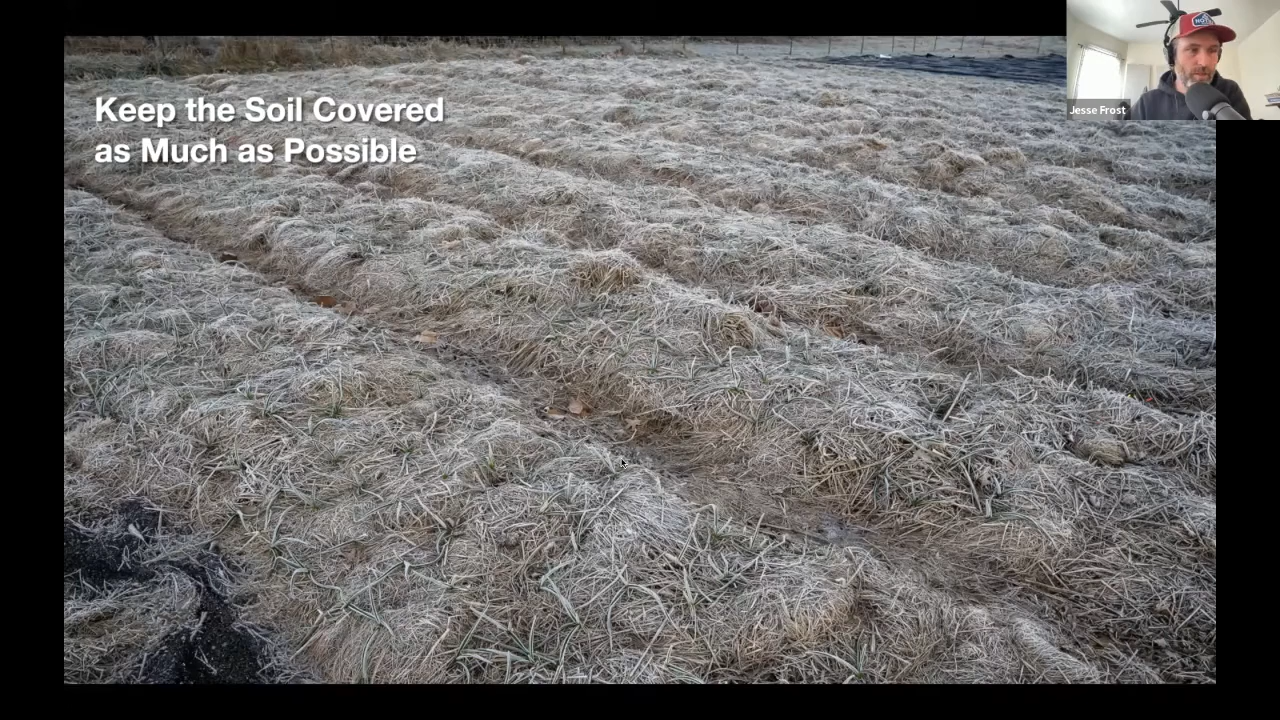 Keep the Soil Covered
as Much as Possible
Jesse Frost